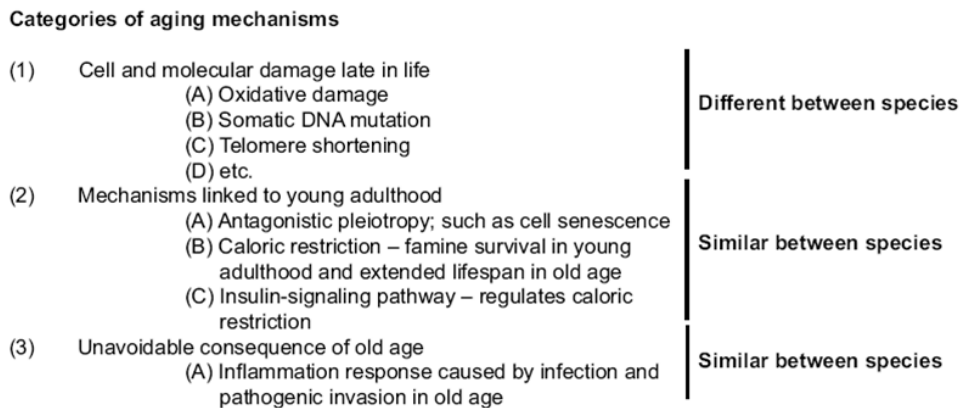 Categories of aging mechanisms
(1) Cell and molecular damage late in life
(A) Oxidative damage
Different between species
(B) Somatic DNA mutation
(C) Telomere shortening
(D) etc.
(2) Mechanisms linked to young adulthood
(A) Antagonistic pleiotropy; such as cell senescence
(B) Caloric restriction – famine survival in young
Similar between species
adulthood and extended lifespan in old age
(C) Insulin-signaling pathway – regulates caloric
restriction
(3) Unavoidable consequence of old age
(A) Inflammation response caused by infection and
Similar between species
pathogenic invasion in old age